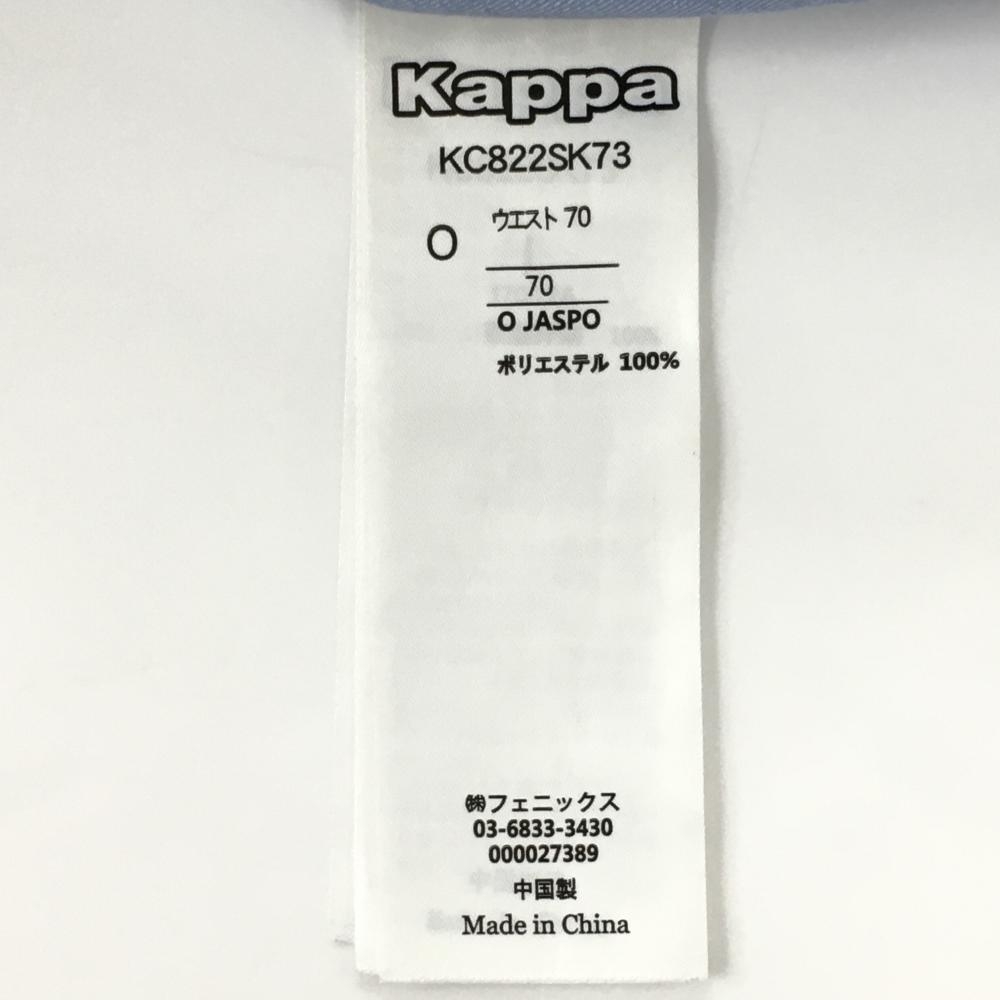 Kappa
KC822SK73
O
ウエスト 70
70
O JASPO
ポリエステル 100%
㈱フェニックス
03-6833-3430
000027389
中国製
Made in China